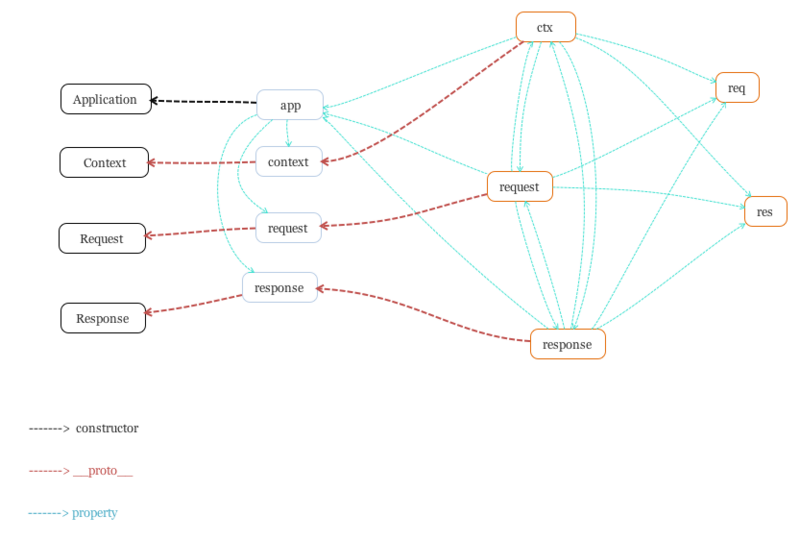 ctx
req
Application
app
Context
context
request
res
Request
request
response
Response
response
-------> constructor
-------> __proto__
-------> property